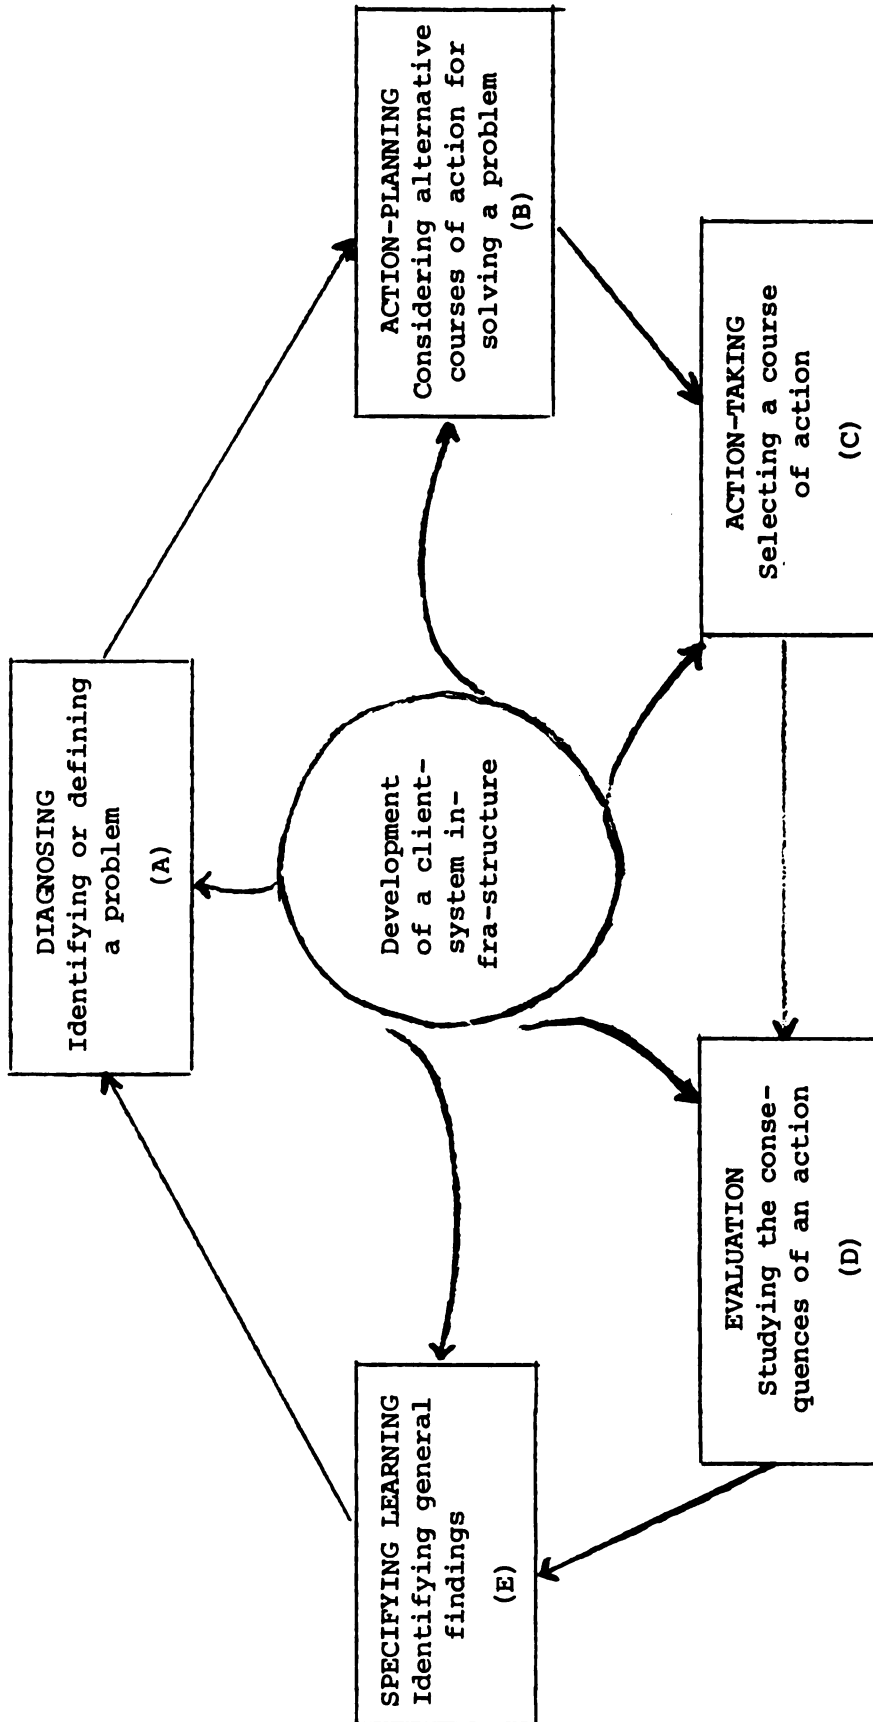 DIAGNOSING
Identifying or defining
a problem
(A)
ACTION-PLANNING
Considering alternative
courses of action for
solving a problem
(B)
ACTION-TAKING
Selecting a course
of action
(C)
EVALUATION
Studying the conse-
quences of an action
(D)
SPECIFYING LEARNING
Identifying general
findings
(E)
Development
of a client-
system in-
fra-structure